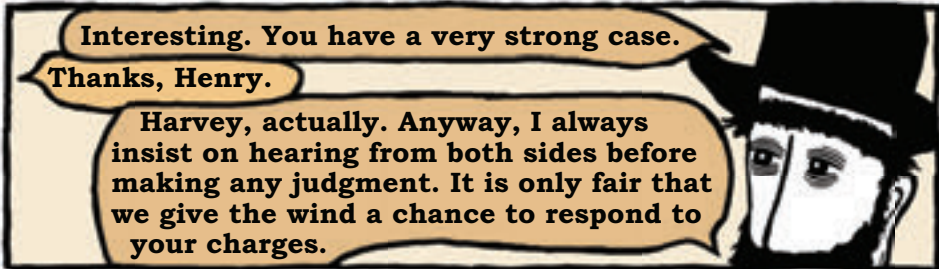 Interesting. You have a very strong case.
Thanks, Henry.
Harvey, actually. Anyway, I always
insist on hearing from both sides before
making any judgment. It is only fair that
we give the wind a chance to respond to
your charges.